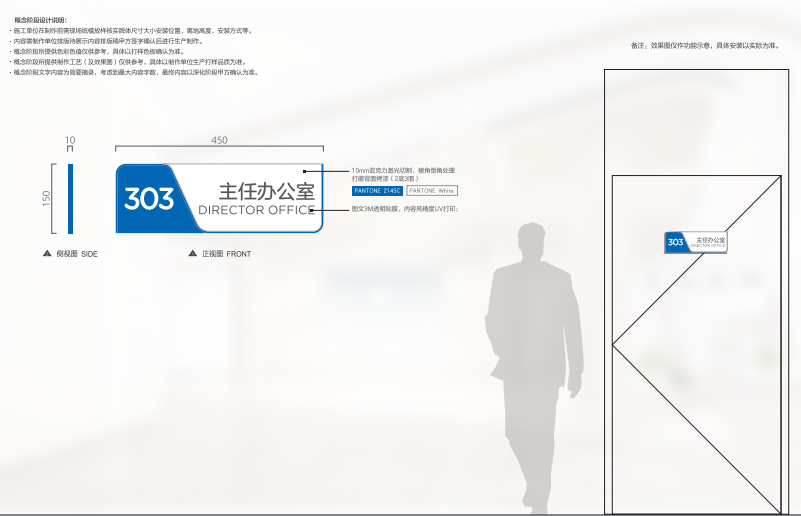 概念阶段设计说明：
· 施工单位在制作前需现场纸模放样核实牌体尺寸大小安装位置、离地高度、安装方式等。
· 内容需制作单位排版待展示内容排版稿甲方签字确认后进行生产制作。
· 概念阶段所提供色彩色值仅供参考，具体以打样色板确认为准。
· 概念阶段所提供制作工艺（及效果图）仅供参考，具体以制作单位生产打样品质为准。
· 概念阶段文字内容为简要摘录，考虑到最大内容字数，最终内容以深化阶段甲方确认为准。
备注：效果图仅作功能示意，具体安装以实际为准。
10
450
150
303
主任办公室
DIRECTOR OFFICE
10mm亚克力激光切割，棱角倒角处理
打磨背面烤漆（2底3面）
PANTONE 2145C
PANTONE White
图文3M透明贴膜，内容高精度UV打印；
侧视图 SIDE
正视图 FRONT
303
主任办公室
DIRECTOR OFFICE